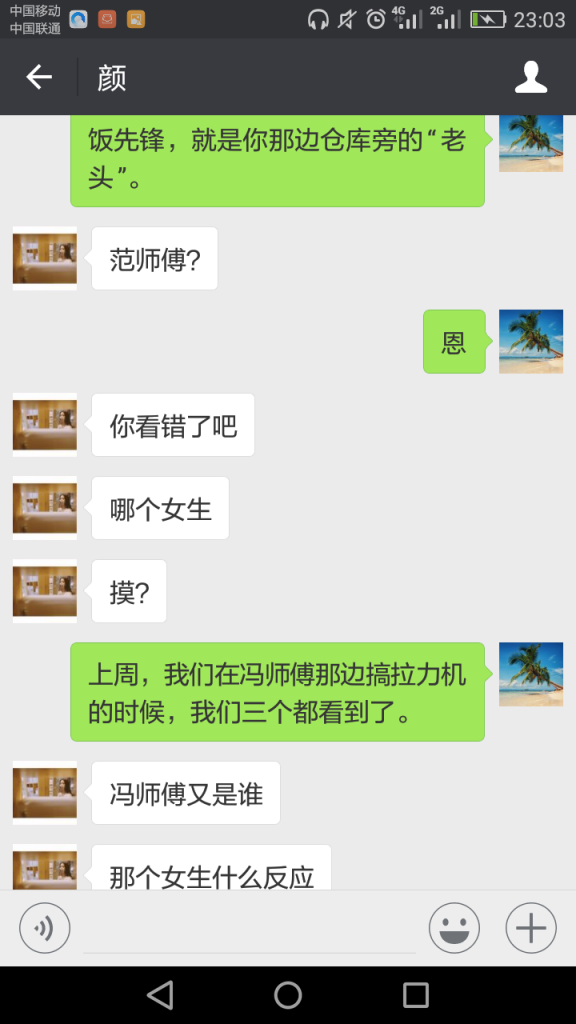 中国移动
中国联通
4G
2G
23:03
颜
饭先锋，就是你那边仓库旁的“老
头”。
范师傅?
恩
你看错了吧
哪个女生
摸?
上周，我们在冯师傅那边搞拉力机
的时候，我们三个都看到了。
冯师傅又是谁
那个女生什么反应